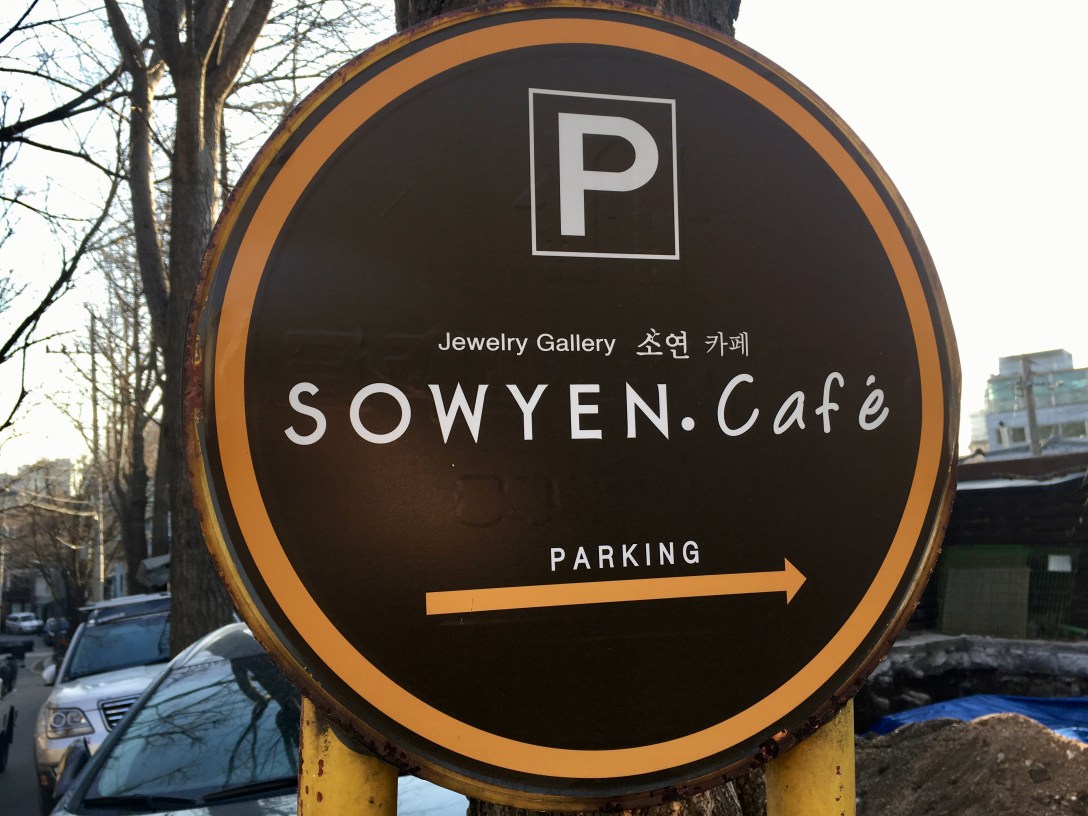 P
Jewelry Gallery 소연 카페
SOWYEN.Café
PARKING